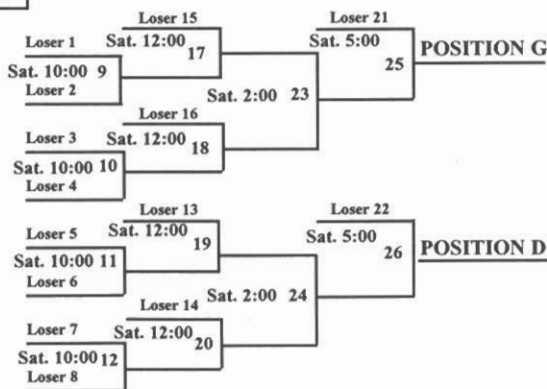 Loser 15
Loser 1
Sat. 12:00
17
Sat. 10:00 9
Loser 2
Loser 21
Sat. 5:00
25
POSITION G
Sat. 2:00 23
Loser 3
Loser 16
Sat. 12:00
18
Sat. 10:00 10
Loser 4
Loser 13
Loser 5
Sat. 12:00
19
Sat. 10:00 11
Loser 6
Loser 22
Sat. 5:00
26
POSITION D
Sat. 2:00 24
Loser 7
Loser 14
Sat. 12:00
20
Sat. 10:00 12
Loser 8